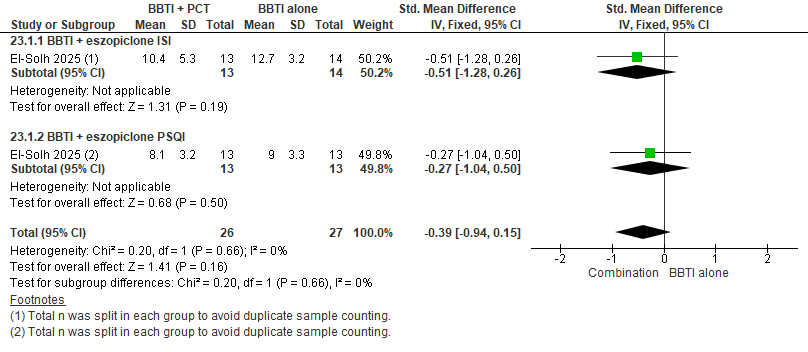 BBTI + PCT BBTI alone Std. Mean Difference Std. Mean Difference
Study or Subgroup Mean SD Total Mean SD Total Weight IV, Fixed, 95% CI IV, Fixed, 95% CI
23.1.1 BBTI + eszopiclone ISI
El-Solh 2025 (1) 10.4 5.3 13 12.7 3.2 14 50.2% -0.51 [-1.28, 0.26]
Subtotal (95% CI) 13 14 50.2% -0.51 [-1.28, 0.26]
Heterogeneity: Not applicable
Test for overall effect: Z = 1.31 (P = 0.19)
23.1.2 BBTI + eszopiclone PSQI
El-Solh 2025 (2) 8.1 3.2 13 9 3.3 13 49.8% -0.27 [-1.04, 0.50]
Subtotal (95% CI) 13 13 49.8% -0.27 [-1.04, 0.50]
Heterogeneity: Not applicable
Test for overall effect: Z = 0.68 (P = 0.50)
Total (95% CI) 26 27 100.0% -0.39 [-0.94, 0.15]
Heterogeneity: Chi² = 0.20, df = 1 (P = 0.66); I² = 0%
Test for overall effect: Z = 1.41 (P = 0.16)
Test for subgroup differences: Chi² = 0.20, df = 1 (P = 0.66), I² = 0%
-2 -1 0 1 2
Combination BBTI alone
Footnotes
(1) Total n was split in each group to avoid duplicate sample counting.
(2) Total n was split in each group to avoid duplicate sample counting.